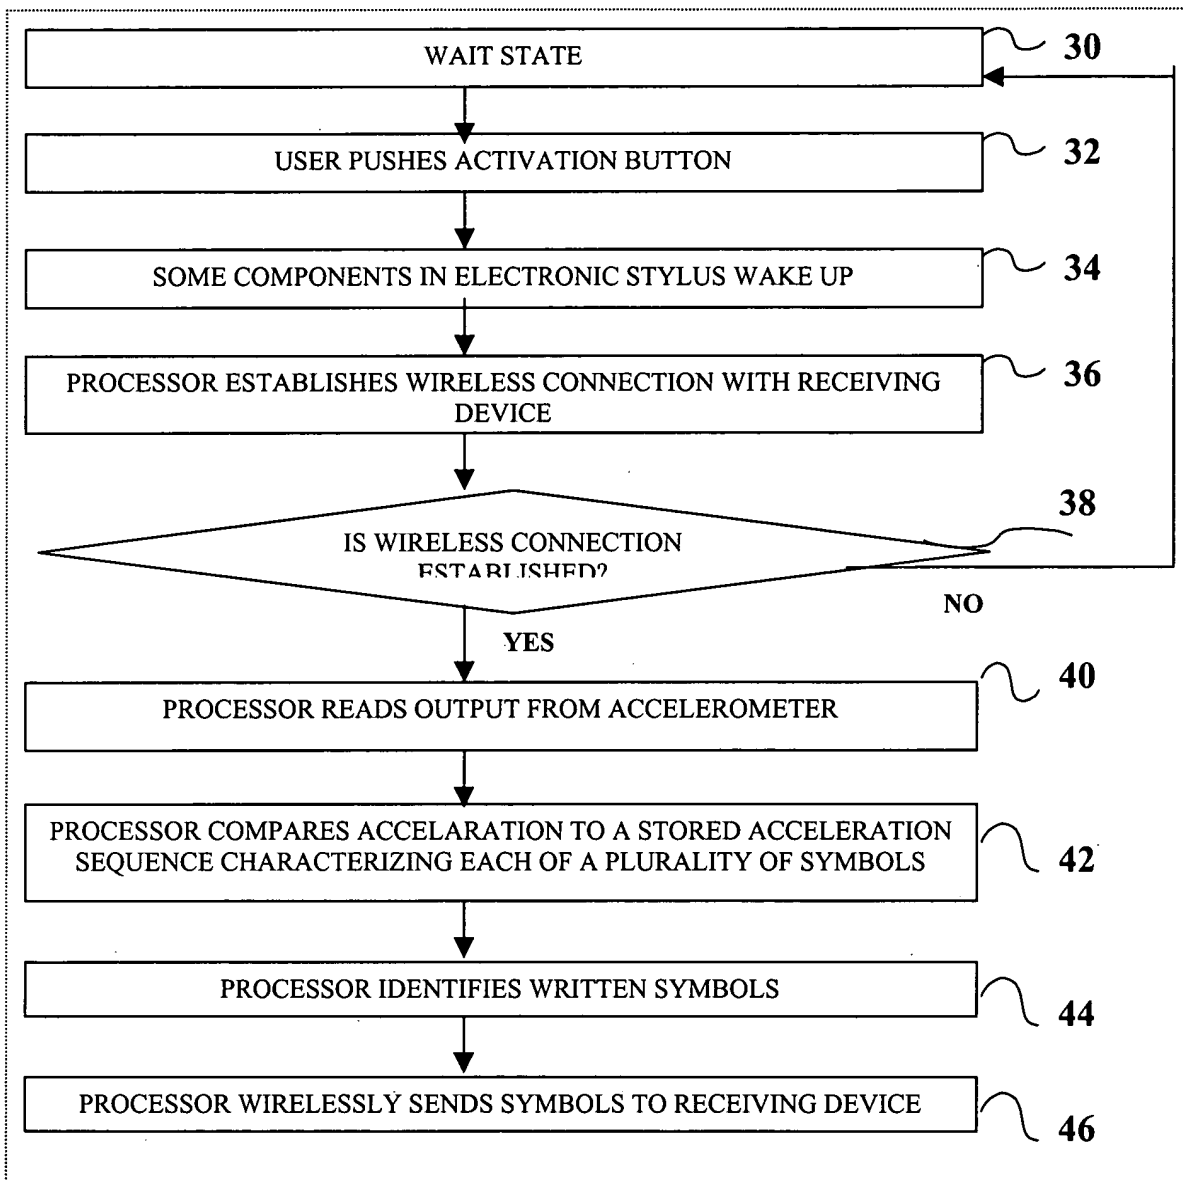 WAIT STATE
30
USER PUSHES ACTIVATION BUTTON
32
SOME COMPONENTS IN ELECTRONIC STYLUS WAKE UP
34
PROCESSOR ESTABLISHES WIRELESS CONNECTION WITH RECEIVING
DEVICE
36
IS WIRELESS CONNECTION
ESTABLISHED?
38
NO
YES
PROCESSOR READS OUTPUT FROM ACCELEROMETER
40
PROCESSOR COMPARES ACCELARATION TO A STORED ACCELERATION
SEQUENCE CHARACTERIZING EACH OF A PLURALITY OF SYMBOLS
42
PROCESSOR IDENTIFIES WRITTEN SYMBOLS
44
PROCESSOR WIRELESSLY SENDS SYMBOLS TO RECEIVING DEVICE
46